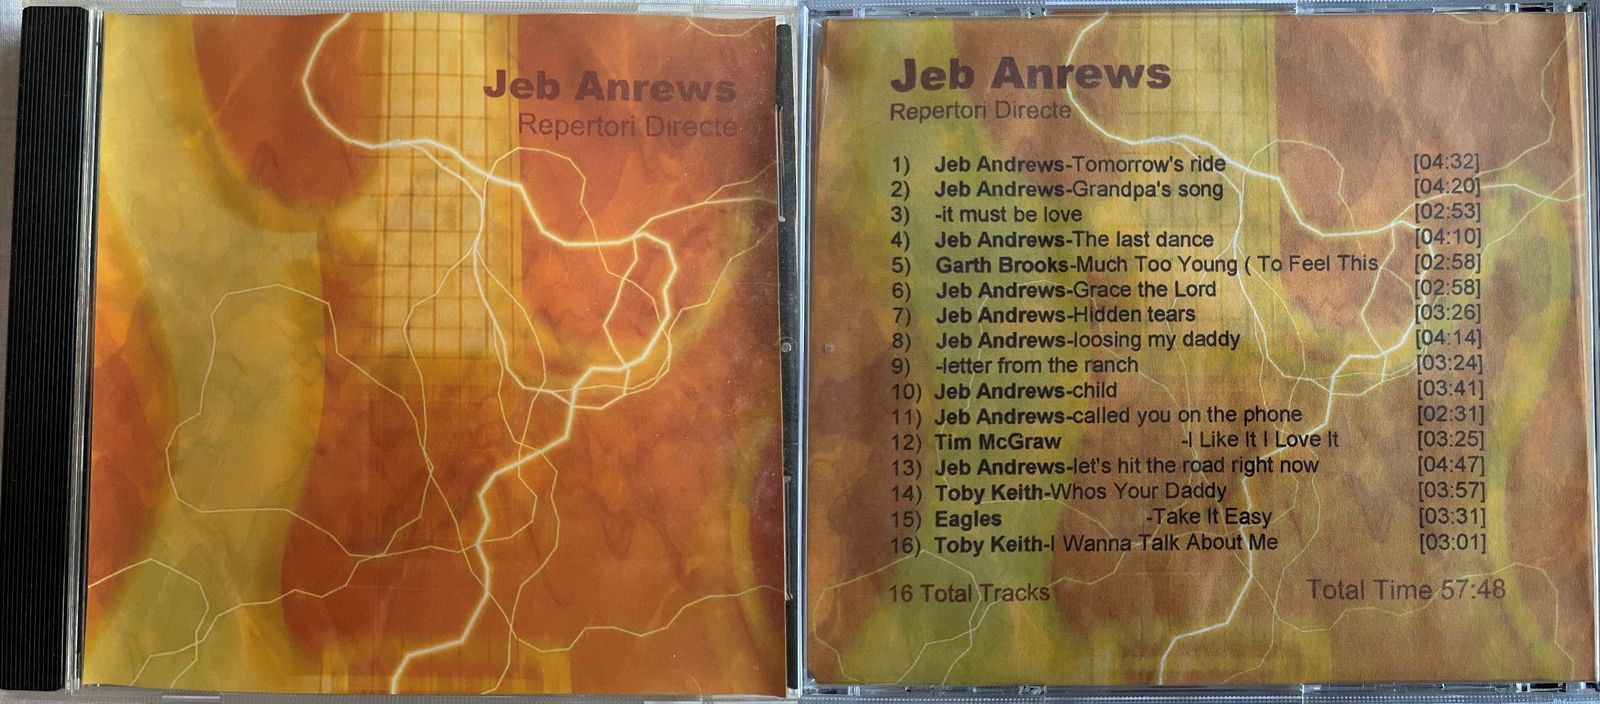 Jeb Anrews
Repertori Directe
Jeb Anrews
Repertori Directe
1) Jeb Andrews-Tomorrow's ride [04:32]
2) Jeb Andrews-Grandpa's song [04:20]
3) -it must be love [02:53]
4) Jeb Andrews-The last dance [04:10]
5) Garth Brooks-Much Too Young ( To Feel This [02:58]
6) Jeb Andrews-Grace the Lord [02:58]
7) Jeb Andrews-Hidden tears [03:26]
8) Jeb Andrews-loosing my daddy [04:14]
9) -letter from the ranch [03:24]
10) Jeb Andrews-child [03:41]
11) Jeb Andrews-called you on the phone [02:31]
12) Tim McGraw -I Like It I Love It [03:25]
13) Jeb Andrews-let's hit the road right now [04:47]
14) Toby Keith-Whos Your Daddy [03:57]
15) Eagles -Take It Easy [03:31]
16) Toby Keith-I Wanna Talk About Me [03:01]
16 Total Tracks Total Time 57:48